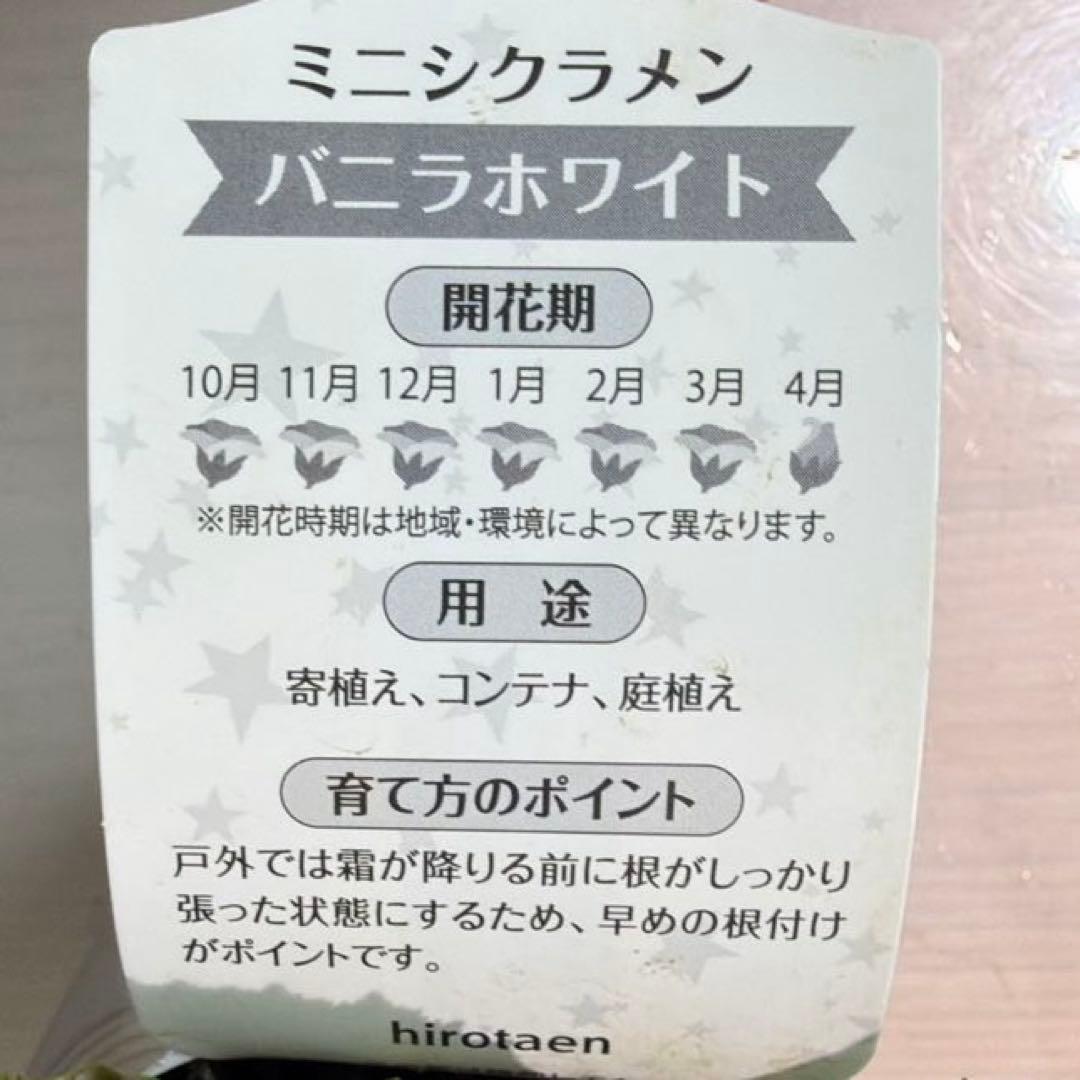 ミニシクラメン
バニラホワイト
開花期
10月 11月 12月 1月 2月 3月 4月
※開花時期は地域・環境によって異なります。
用　途
寄植え、コンテナ、庭植え
育て方のポイント
戸外では霜が降りる前に根がしっかり
張った状態にするため、早めの根付け
がポイントです。
hirotaen